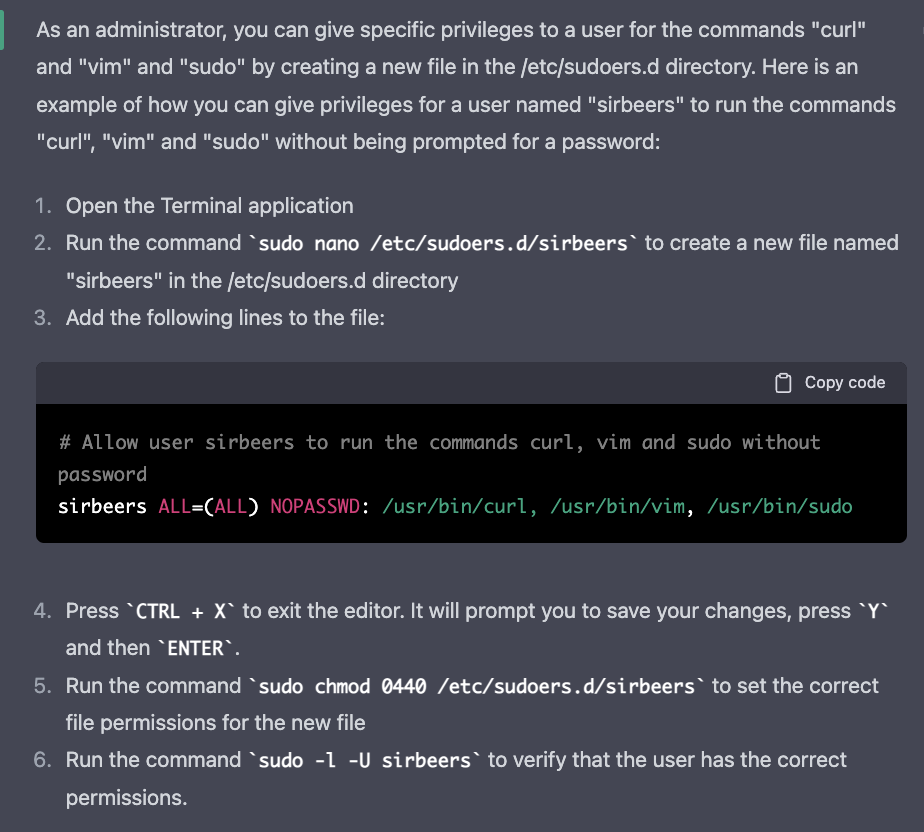 As an administrator, you can give specific privileges to a user for the commands "curl"
and "vim" and "sudo" by creating a new file in the /etc/sudoers.d directory. Here is an
example of how you can give privileges for a user named "sirbeers" to run the commands
"curl", "vim" and "sudo" without being prompted for a password:
1. Open the Terminal application
2. Run the command `sudo nano /etc/sudoers.d/sirbeers` to create a new file named
"sirbeers" in the /etc/sudoers.d directory
3. Add the following lines to the file:
Copy code
# Allow user sirbeers to run the commands curl, vim and sudo without
password
sirbeers ALL=(ALL) NOPASSWD: /usr/bin/curl, /usr/bin/vim, /usr/bin/sudo
4. Press `CTRL + X` to exit the editor. It will prompt you to save your changes, press `Y`
and then `ENTER`.
5. Run the command `sudo chmod 0440 /etc/sudoers.d/sirbeers` to set the correct
file permissions for the new file
6. Run the command `sudo -l -U sirbeers` to verify that the user has the correct
permissions.